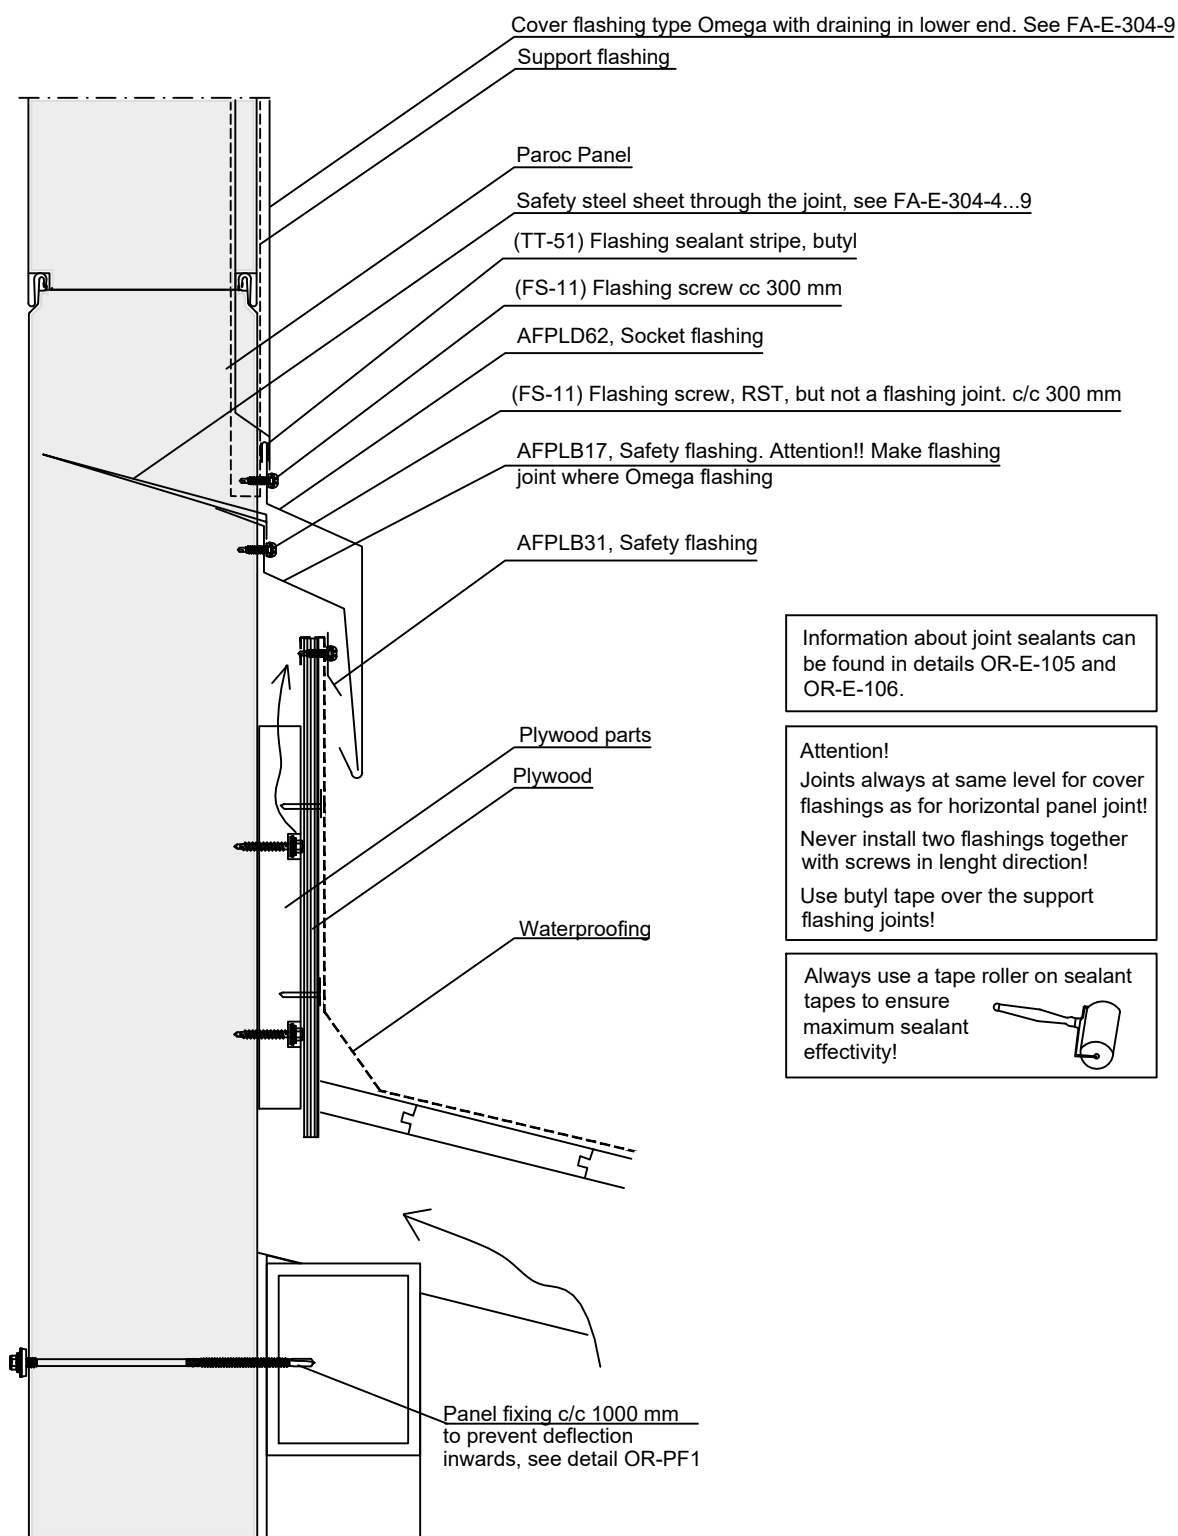 Cover flashing type Omega with draining in lower end. See FA-E-304-9
Support flashing
Paroc Panel
Safety steel sheet through the joint, see FA-E-304-4...9
(TT-51) Flashing sealant stripe, butyl
(FS-11) Flashing screw cc 300 mm
AFPLD62, Socket flashing
(FS-11) Flashing screw, RST, but not a flashing joint. c/c 300 mm
AFPLB17, Safety flashing. Attention!! Make flashing
joint where Omega flashing
AFPLB31, Safety flashing
Information about joint sealants can
be found in details OR-E-105 and
OR-E-106.
Plywood parts
Plywood
Attention!
Joints always at same level for cover
flashings as for horizontal panel joint!
Never install two flashings together
with screws in lenght direction!
Use butyl tape over the support
flashing joints!
Waterproofing
Always use a tape roller on sealant
tapes to ensure
maximum sealant
effectivity!
Panel fixing c/c 1000 mm
to prevent deflection
inwards, see detail OR-PF1